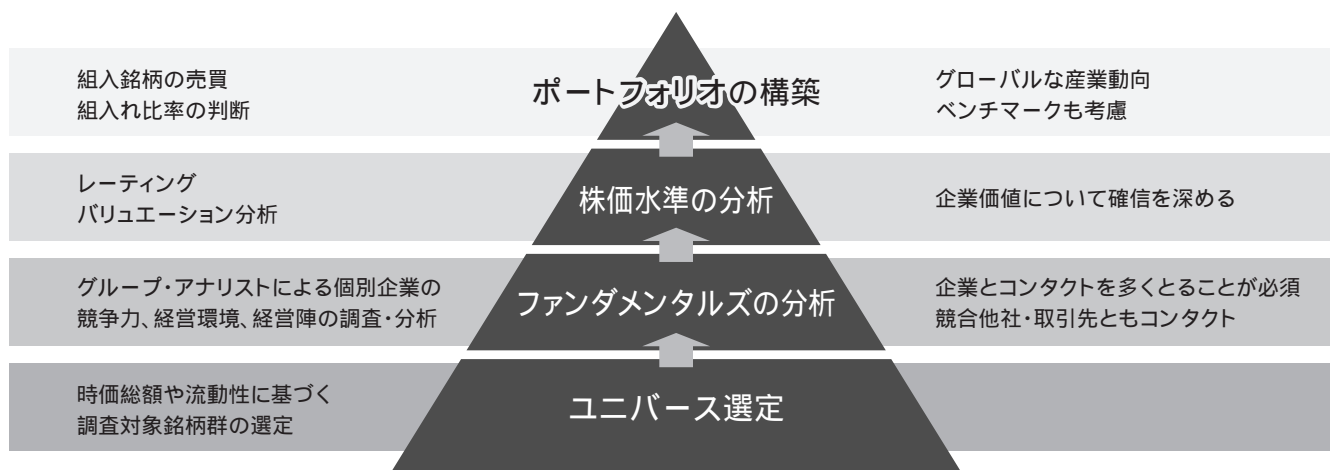 組入銘柄の売買
組入れ比率の判断
ポートフォリオの構築
グローバルな産業動向
ベンチマークも考慮
レーティング
バリュエーション分析
株価水準の分析
企業価値について確信を深める
グループ・アナリストによる個別企業の
競争力、経営環境、経営陣の調査・分析
ファンダメンタルズの分析
企業とコンタクトを多くとることが必須
競合他社・取引先ともコンタクト
時価総額や流動性に基づく
調査対象銘柄群の選定
ユニバース選定